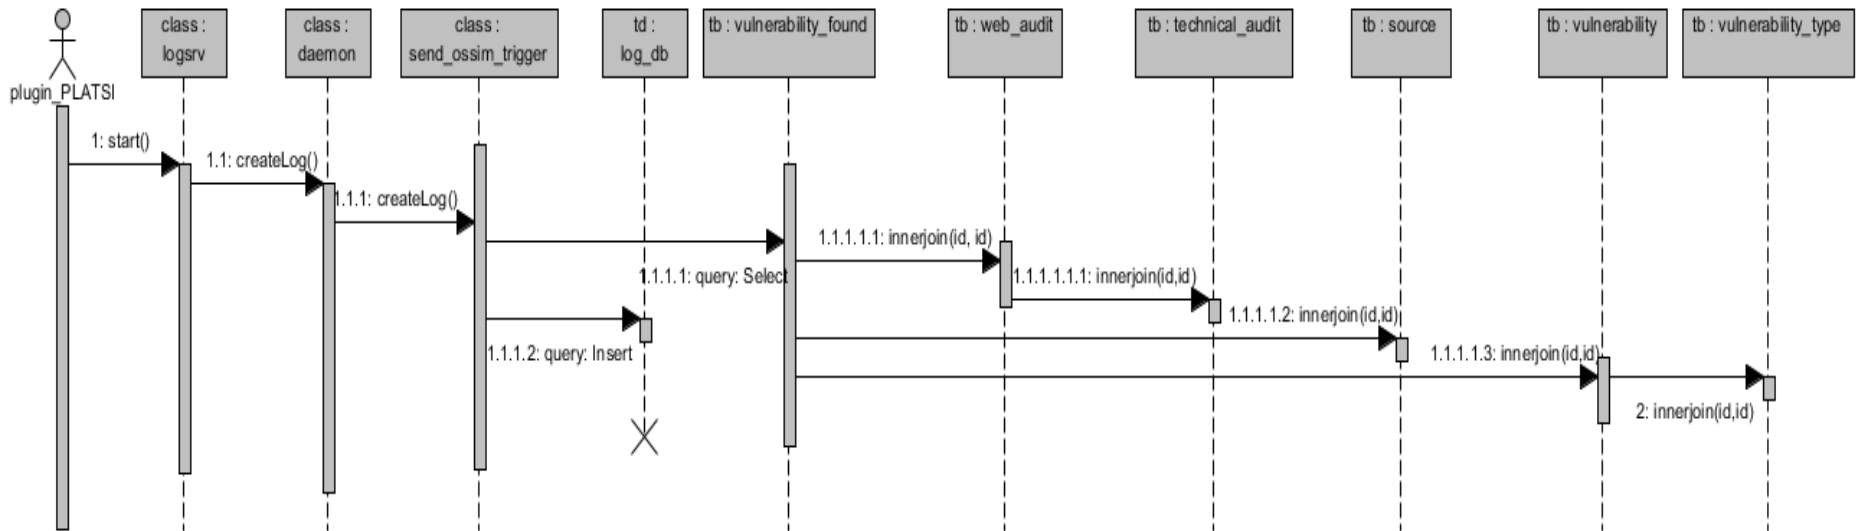 class :
logsrv
class :
daemon
class :
send_ossim_trigger
td :
log_db
tb : vulnerability_found
tb : web_audit
tb : technical_audit
tb : source
tb : vulnerability
tb : vulnerability_type
plugin_PLATSI
1: start()
1.1: createLog()
1.1.1: createLog()
1.1.1.1.1: innerjoin(id, id)
1.1.1.1: query: Select
1.1.1.1.1.1: innerjoin(id,id)
1.1.1.1.2: innerjoin(id,id)
1.1.1.2: query: Insert
1.1.1.1.3: innerjoin(id,id)
2: innerjoin(id,id)